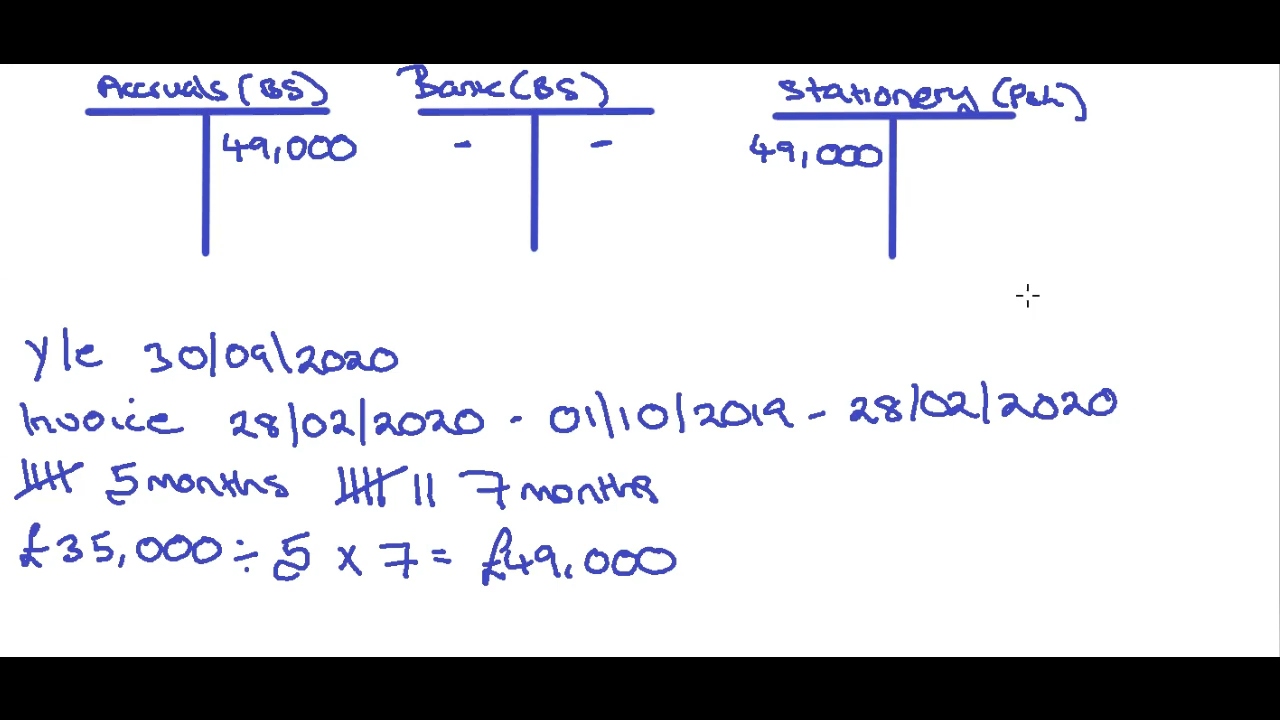 Accruals (BS) Bank (BS) Stationery (P&L)
49,000 - - 49,000
y/e 30/09/2020
Invoice 28/02/2020 - 01/10/2019 - 28/02/2020
5 months 7 months
£35,000 ÷ 5 x 7 = £49,000